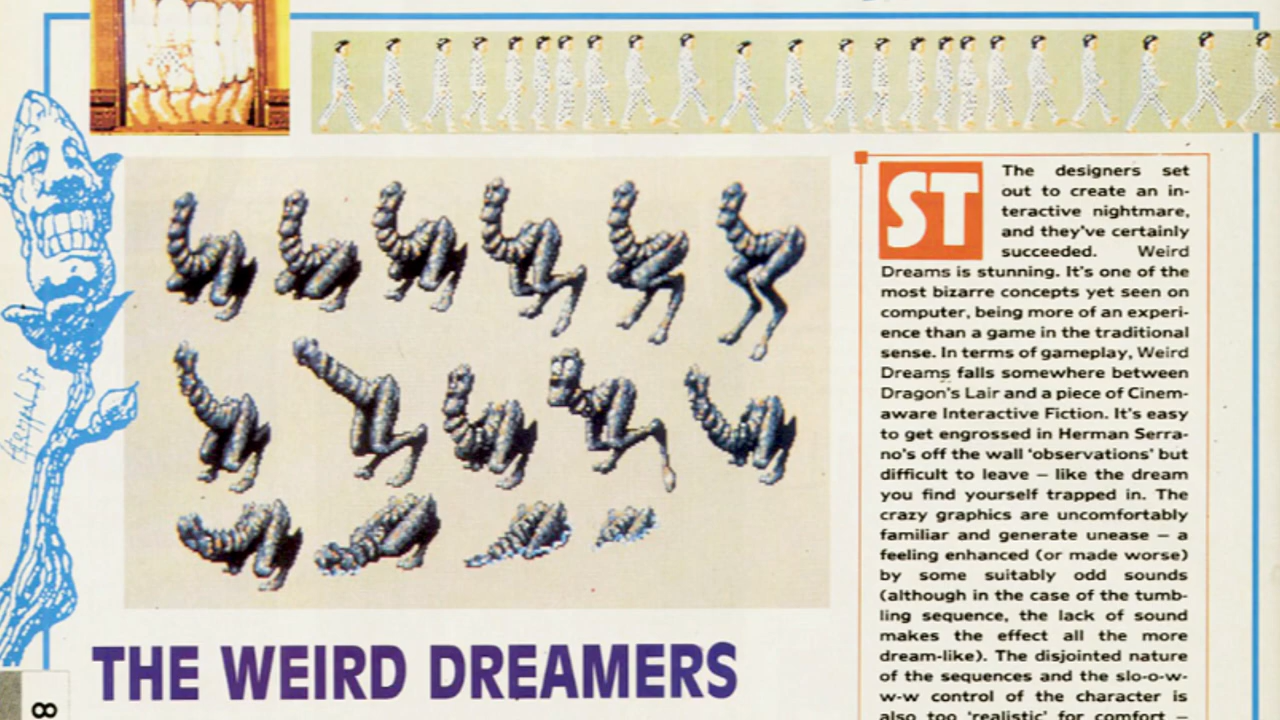 ST
The designers set
out to create an in-
teractive nightmare,
and they've certainly
succeeded. Weird
Dreams is stunning. It's one of the
most bizarre concepts yet seen on
computer, being more of an experi-
ence than a game in the traditional
sense. In terms of gameplay, Weird
Dreams falls somewhere between
Dragon's Lair and a piece of Cinem-
aware Interactive Fiction. It's easy
to get engrossed in Herman Serra-
no's off the wall 'observations' but
difficult to leave – like the dream
you find yourself trapped in. The
crazy graphics are uncomfortably
familiar and generate unease – a
feeling enhanced (or made worse)
by some suitably odd sounds
(although in the case of the tumb-
ling sequence, the lack of sound
makes the effect all the more
dream-like). The disjointed nature
of the sequences and the slo-o-w-
w-w control of the character is
also too 'realistic' for comfort –
THE WEIRD DREAMERS
8